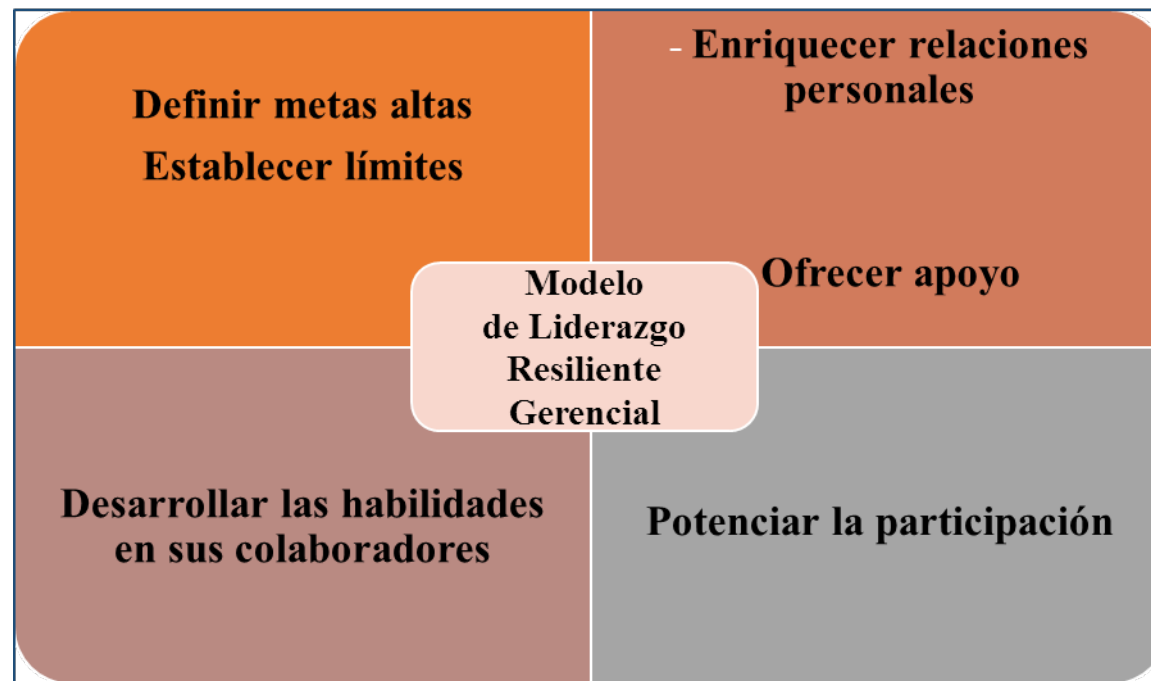 Definir metas altas
Establecer límites
- Enriquecer relaciones
personales
Ofrecer apoyo
Modelo
de Liderazgo
Resiliente
Gerencial
Desarrollar las habilidades
en sus colaboradores
Potenciar la participación